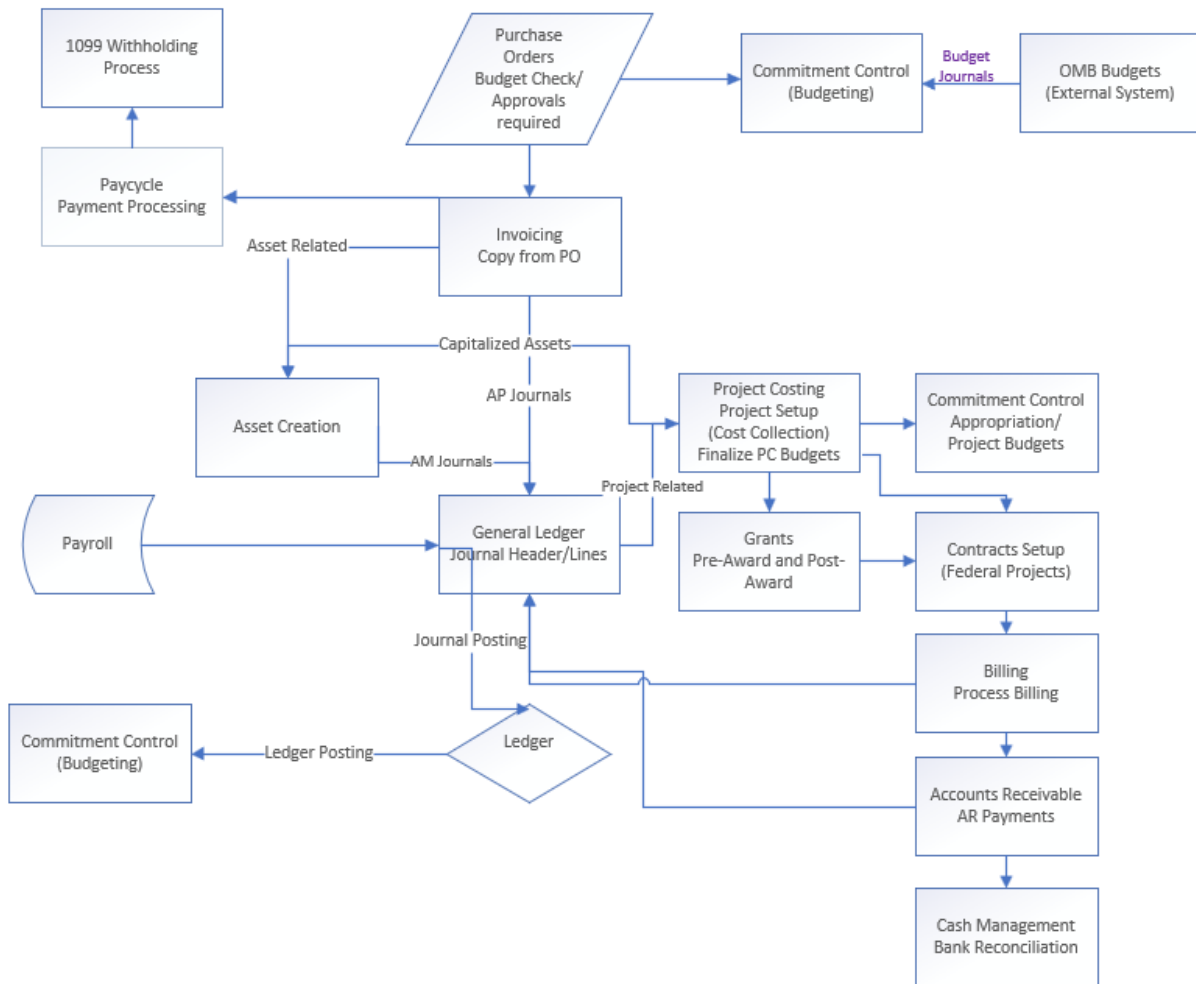 1099 Withholding
Process
Purchase
Orders
Budget Check/
Approvals
required
Commitment Control
(Budgeting)
Budget
Journals
OMB Budgets
(External System)
Paycycle
Payment Processing
Invoicing
Copy from PO
Asset Related
Capitalized Assets
AP Journals
Asset Creation
AM Journals
Project Costing
Project Setup
(Cost Collection)
Finalize PC Budgets
Commitment Control
Appropriation/
Project Budgets
Project Related
Payroll
General Ledger
Journal Header/Lines
Grants
Pre-Award and Post-
Award
Contracts Setup
(Federal Projects)
Journal Posting
Billing
Process Billing
Commitment Control
(Budgeting)
Ledger Posting
Ledger
Accounts Receivable
AR Payments
Cash Management
Bank Reconciliation